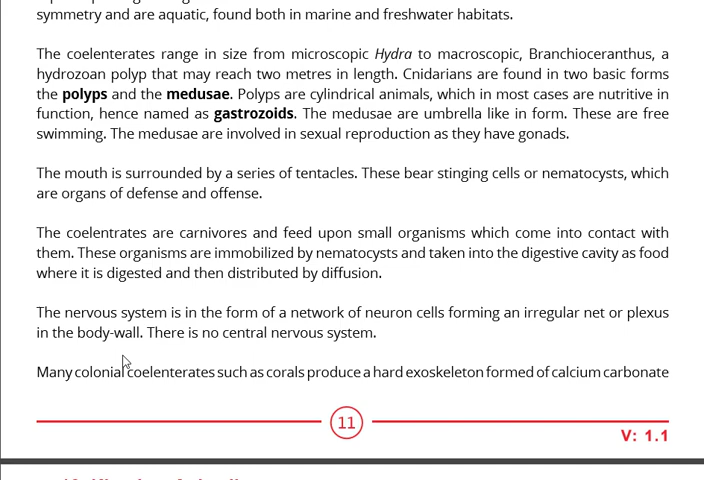 symmetry and are aquatic, found both in marine and freshwater habitats.
The coelenterates range in size from microscopic Hydra to macroscopic, Branchioceranthus, a
hydrozoan polyp that may reach two metres in length. Cnidarians are found in two basic forms
the polyps and the medusae. Polyps are cylindrical animals, which in most cases are nutritive in
function, hence named as gastrozoids. The medusae are umbrella like in form. These are free
swimming. The medusae are involved in sexual reproduction as they have gonads.
The mouth is surrounded by a series of tentacles. These bear stinging cells or nematocysts, which
are organs of defense and offense.
The coelentrates are carnivores and feed upon small organisms which come into contact with
them. These organisms are immobilized by nematocysts and taken into the digestive cavity as food
where it is digested and then distributed by diffusion.
The nervous system is in the form of a network of neuron cells forming an irregular net or plexus
in the body-wall. There is no central nervous system.
Many colonial coelenterates such as corals produce a hard exoskeleton formed of calcium carbonate
11
V: 1.1